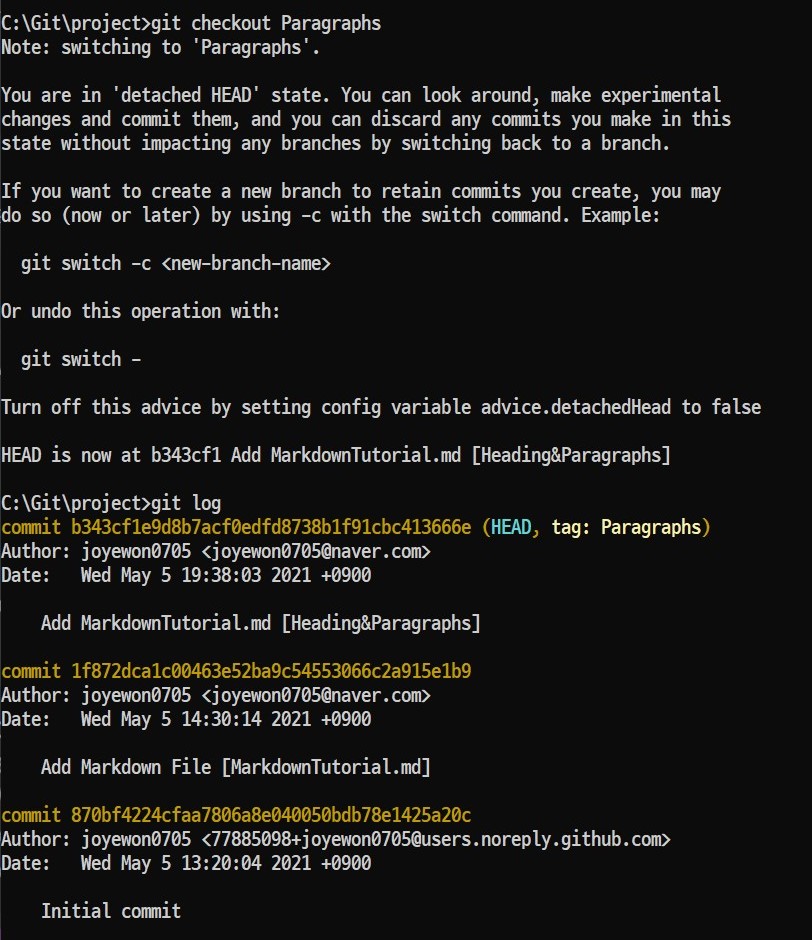 C:\Git\project>git checkout Paragraphs
Note: switching to 'Paragraphs'.
You are in 'detached HEAD' state. You can look around, make experimental
changes and commit them, and you can discard any commits you make in this
state without impacting any branches by switching back to a branch.
If you want to create a new branch to retain commits you create, you may
do so (now or later) by using -c with the switch command. Example:
git switch -c <new-branch-name>
Or undo this operation with:
git switch -
Turn off this advice by setting config variable advice.detachedHead to false
HEAD is now at b343cf1 Add MarkdownTutorial.md [Heading&Paragraphs]
C:\Git\project>git log
commit b343cf1e9d8b7acf0edfd8738b1f91cbc413666e (HEAD, tag: Paragraphs)
Author: joyewon0705 <joyewon0705@naver.com>
Date:   Wed May 5 19:38:03 2021 +0900
Add MarkdownTutorial.md [Heading&Paragraphs]
commit 1f872dca1c00463e52ba9c54553066c2a915e1b9
Author: joyewon0705 <joyewon0705@naver.com>
Date:   Wed May 5 14:30:14 2021 +0900
Add Markdown File [MarkdownTutorial.md]
commit 870bf4224cfaa7806a8e040050bdb78e1425a20c
Author: joyewon0705 <77885098+joyewon0705@users.noreply.github.com>
Date:   Wed May 5 13:20:04 2021 +0900
Initial commit